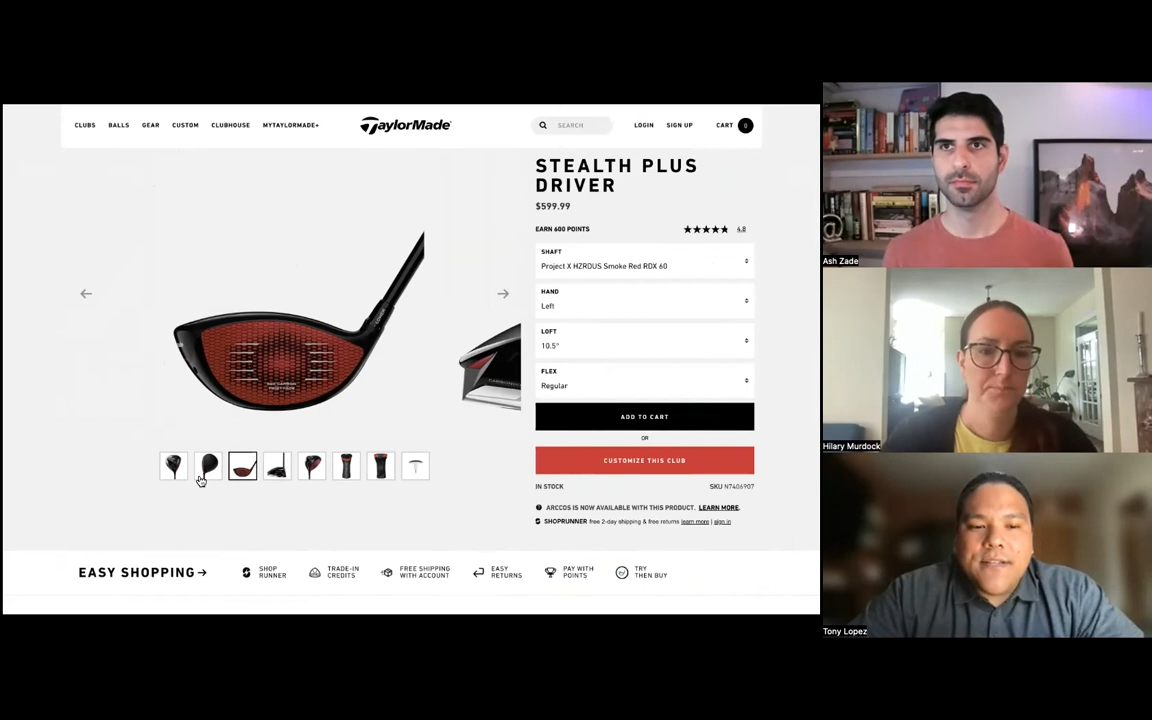 CLUBS BALLS GEAR CUSTOM CLUBHOUSE MYTAYLORMADE+
TaylorMade
SEARCH
LOGIN SIGN UP CART 0
STEALTH PLUS
DRIVER
$599.99
EARN 600 POINTS
4.8
SHAFT
Project X HZRDUS Smoke Red RDX 60
HAND
Left
LOFT
10.5°
FLEX
Regular
ADD TO CART
OR
CUSTOMIZE THIS CLUB
IN STOCK
SKU N7406907
ARCCOS IS NOW AVAILABLE WITH THIS PRODUCT. LEARN MORE.
SHOPRUNNER free 2-day shipping & free returns learn more | sign in
EASY SHOPPING→
SHOP
RUNNER
TRADE-IN
CREDITS
FREE SHIPPING
WITH ACCOUNT
EASY
RETURNS
PAY WITH
POINTS
TRY
THEN BUY
Ash Zade
Hilary Murdock
Tony Lopez